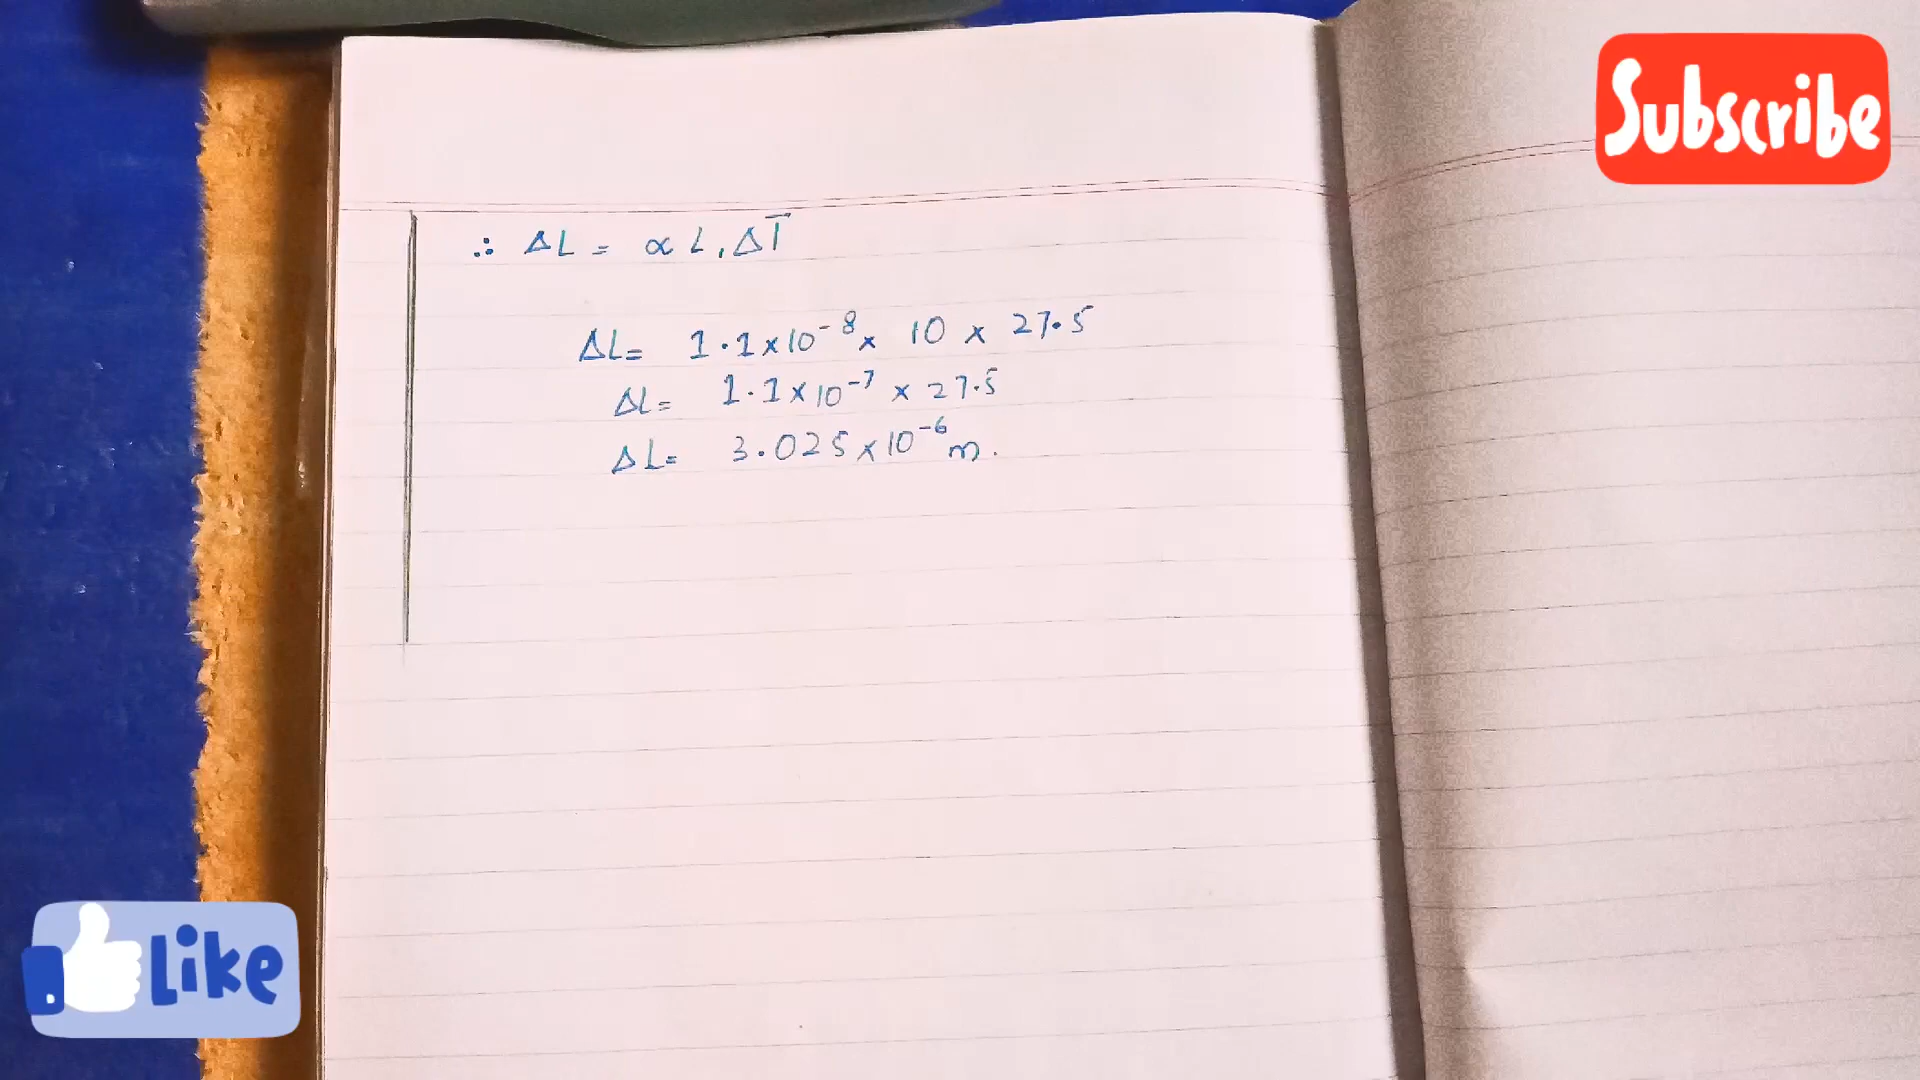 Subscribe
∴ ΔL = ∝ L₁ ΔT
ΔL = 1.1×10⁻⁸ × 10 × 27.5
ΔL = 1.1×10⁻⁷ × 27.5
ΔL = 3.025×10⁻⁶ m.
Like